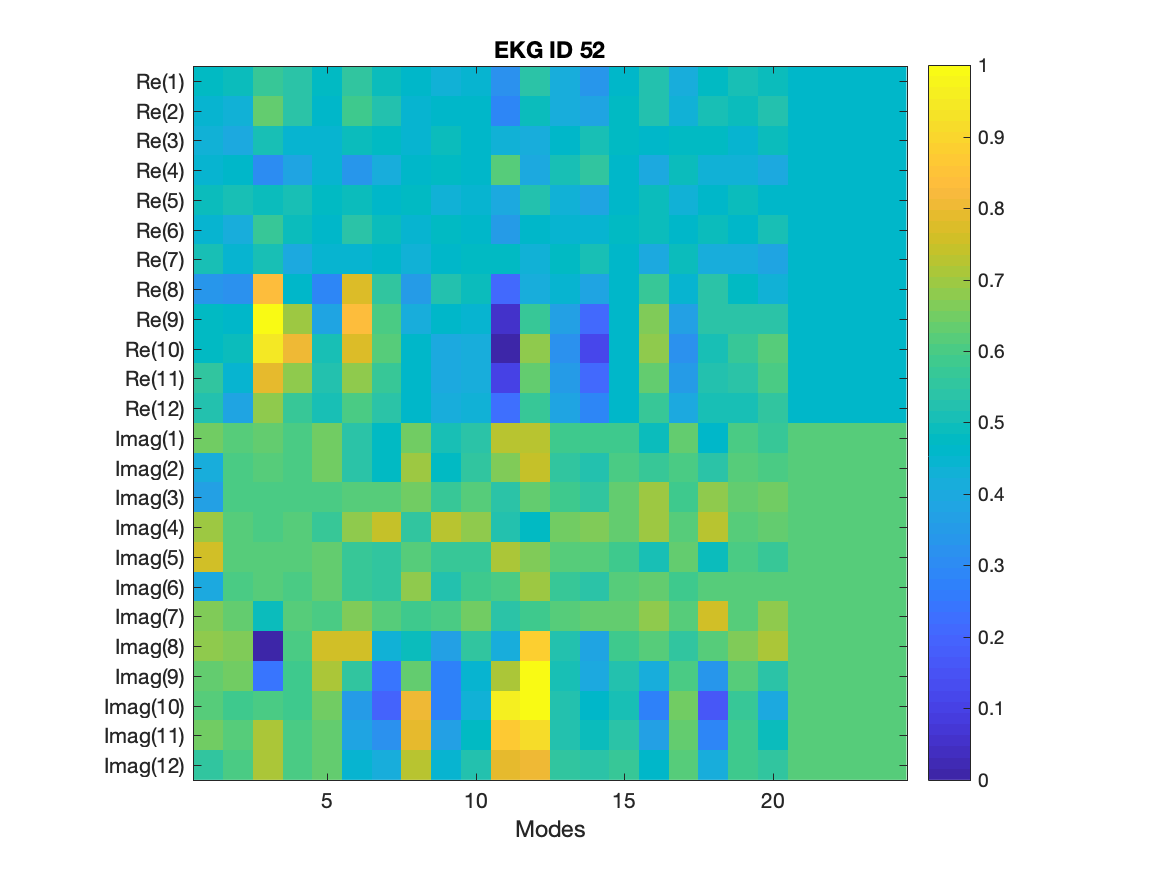 EKG ID 52
Re(1)
Re(2)
Re(3)
Re(4)
Re(5)
Re(6)
Re(7)
Re(8)
Re(9)
Re(10)
Re(11)
Re(12)
Imag(1)
Imag(2)
Imag(3)
Imag(4)
Imag(5)
Imag(6)
Imag(7)
Imag(8)
Imag(9)
Imag(10)
Imag(11)
Imag(12)
5 10 15 20
Modes
1
0.9
0.8
0.7
0.6
0.5
0.4
0.3
0.2
0.1
0